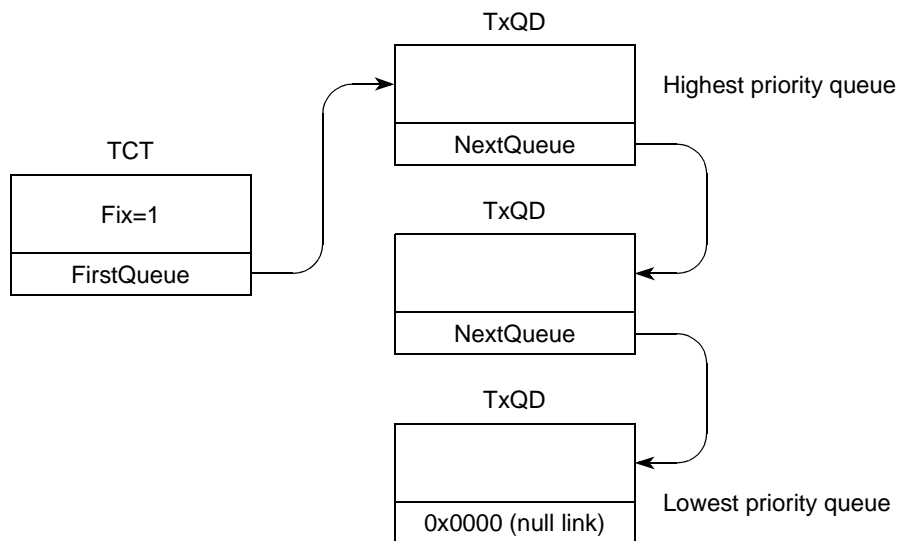 TxQD
Highest priority queue
NextQueue
TCT
Fix=1
FirstQueue
TxQD
NextQueue
TxQD
Lowest priority queue
0x0000 (null link)